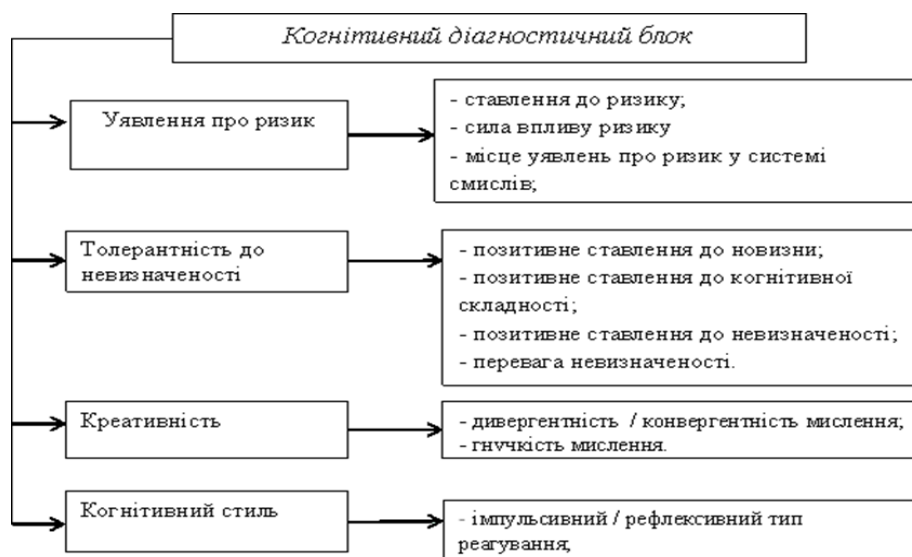 Когнітивний діагностичний блок
Уявлення про ризик
- ставлення до ризику;
- сила впливу ризику
- місце уявлень про ризик у системі
смислів;
Толерантність до
невизначеності
- позитивне ставлення до новизни;
- позитивне ставлення до когнітивної
складності;
- позитивне ставлення до невизначеності;
- перевага невизначеності.
Креативність
- дивергентність / конвергентність мислення;
- гнучкість мислення.
Когнітивний стиль
- імпульсивний / рефлексивний тип
реагування;